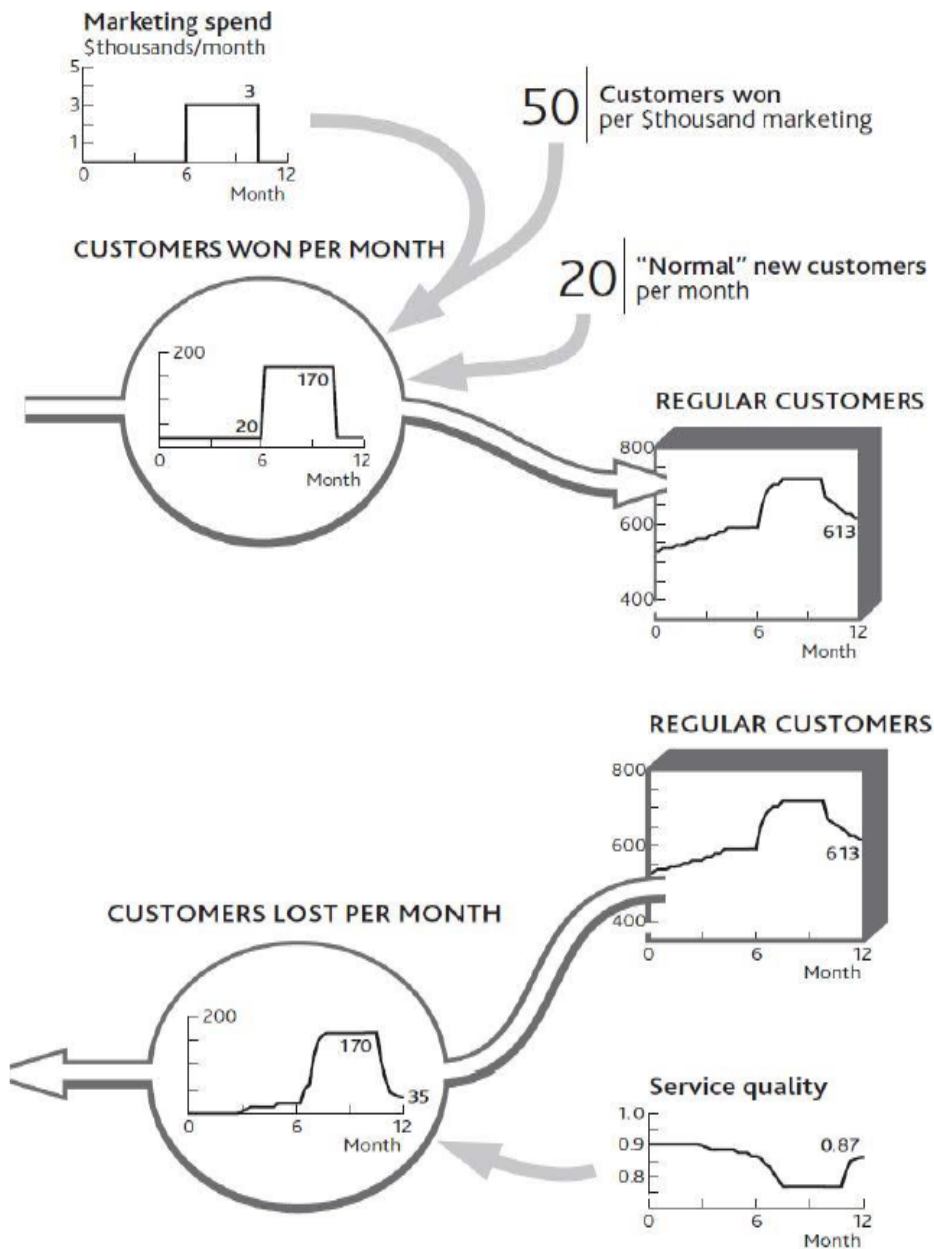 Marketing spend
$thousands/month
5
3
1
3
0
6
12
Month
50
Customers won
per $thousand marketing
CUSTOMERS WON PER MONTH
20
"Normal" new customers
per month
200
170
20
0
6
12
Month
REGULAR CUSTOMERS
800
600
400
613
0
6
12
Month
REGULAR CUSTOMERS
800
600
400
613
0
6
12
Month
CUSTOMERS LOST PER MONTH
200
170
35
0
6
12
Month
Service quality
1.0
0.9
0.8
0.87
0
6
12
Month